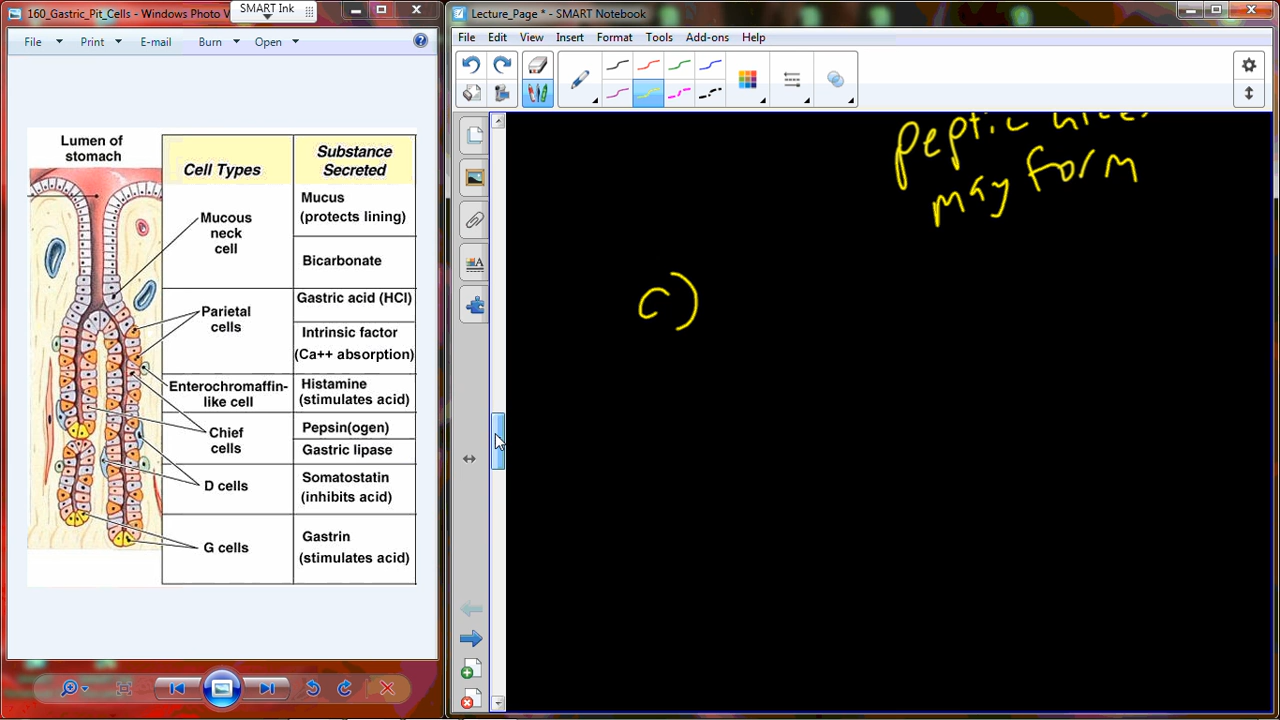 160_Gastric_Pit_Cells - Windows Photo V
SMART Ink
File Print E-mail Burn Open
Lumen of
stomach
Cell Types
Substance
Secreted
Mucous
neck
cell
Mucus
(protects lining)
Bicarbonate
Parietal
cells
Gastric acid (HCl)
Intrinsic factor
(Ca++ absorption)
Enterochromaffin-
like cell
Histamine
(stimulates acid)
Chief
cells
Pepsin(ogen)
Gastric lipase
D cells
Somatostatin
(inhibits acid)
G cells
Gastrin
(stimulates acid)
Lecture_Page * - SMART Notebook
File Edit View Insert Format Tools Add-ons Help
peptic
may form
c)